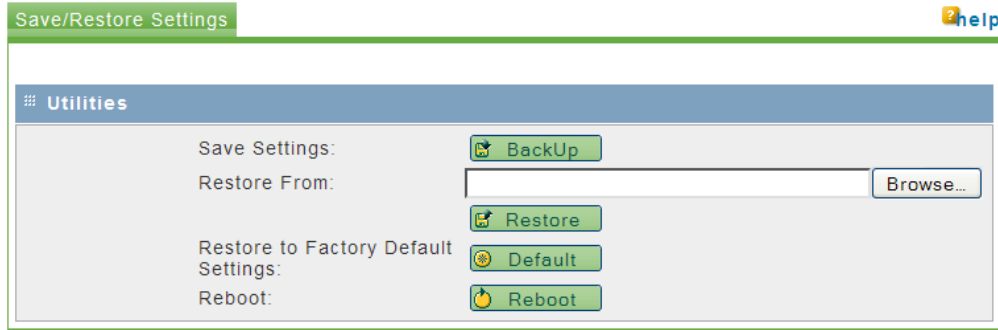 Save/Restore Settings
help
Utilities
Save Settings:
BackUp
Restore From:
Browse...
Restore
Restore to Factory Default
Settings:
Default
Reboot:
Reboot